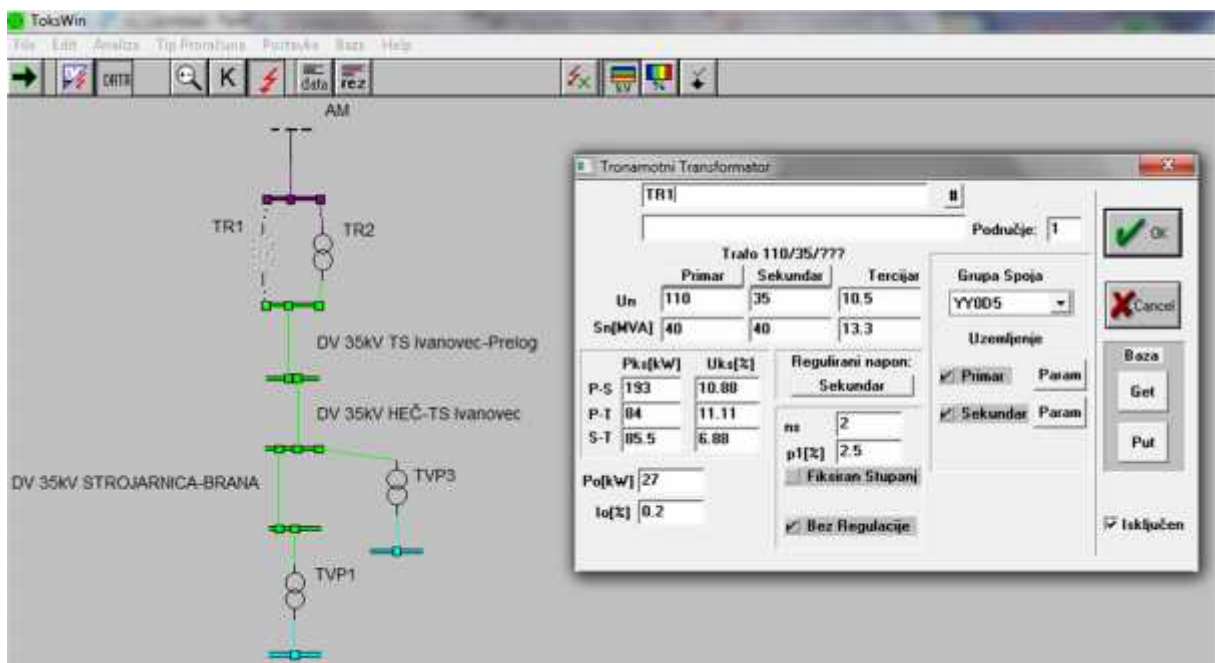 ToksWin
File Edit Analiza Tip Proračuna Postavke Baza Help
DATA K data rez kV %
AM
TR1
TR2
DV 35kV TS Ivanovec-Prelog
DV 35kV HEČ-TS Ivanovec
DV 35kV STROJARNICA-BRANA
TVP3
TVP1
Tronamotni Transformator
TR1
#
Područje: 1
Trafo 110/35/???
Primar Sekundar Tercijar
Un 110 35 10.5
Sn[MVA] 40 40 13.3
Pks[kW] Uks[%]
P-S 193 10.88
P-T 84 11.11
S-T 85.5 6.88
Po[kW] 27
Io[%] 0.2
Regulirani napon:
Sekundar
ns 2
p1[%] 2.5
Fiksiran Stupanj
Bez Regulacije
Grupa Spoja
YY0D5
Uzemljenje
Primar Param
Sekundar Param
OK
Cancel
Baza
Get
Put
Isključen